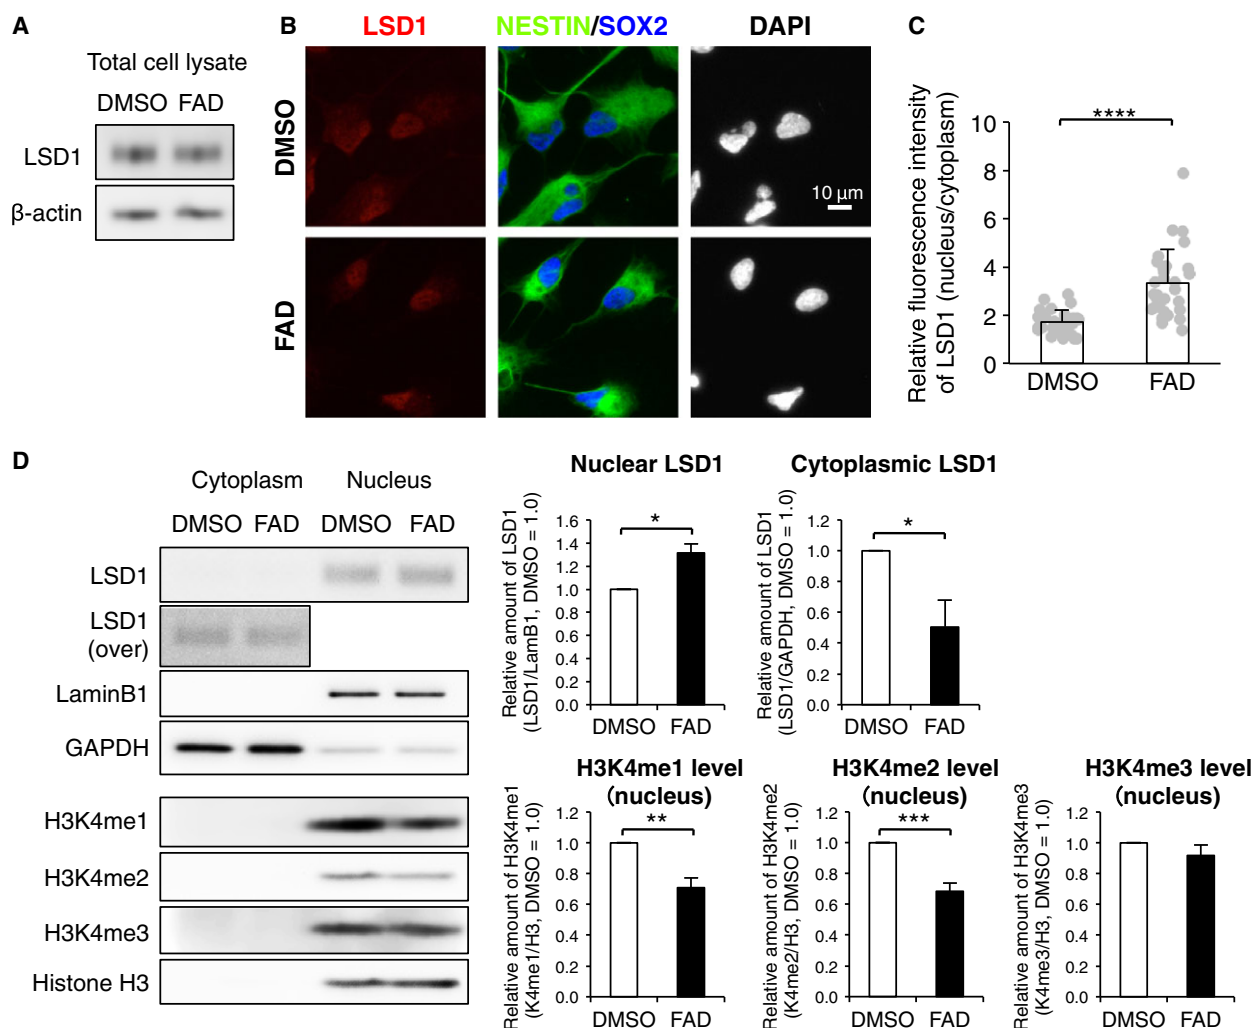 A
Total cell lysate
DMSO FAD
LSD1
β-actin
B
LSD1 NESTIN/SOX2 DAPI
DMSO
10 µm
FAD
C
Relative fluorescence intensity
of LSD1 (nucleus/cytoplasm)
10
8
6
4
2
0
****
DMSO FAD
D
Cytoplasm Nucleus
DMSO FAD DMSO FAD
LSD1
LSD1
(over)
LaminB1
GAPDH
H3K4me1
H3K4me2
H3K4me3
Histone H3
Nuclear LSD1
Relative amount of LSD1
(LSD1/LamB1, DMSO = 1.0)
1.6
1.4
1.2
1.0
0.8
0.6
0.4
0.2
0.0
*
DMSO FAD
Cytoplasmic LSD1
Relative amount of LSD1
(LSD1/GAPDH, DMSO = 1.0)
1.2
1.0
0.8
0.6
0.4
0.2
0.0
*
DMSO FAD
H3K4me1 level
(nucleus)
Relative amount of H3K4me1
(K4me1/H3, DMSO = 1.0)
1.2
1.0
0.8
0.6
0.4
0.2
0.0
**
DMSO FAD
H3K4me2 level
(nucleus)
Relative amount of H3K4me2
(K4me2/H3, DMSO = 1.0)
1.2
1.0
0.8
0.6
0.4
0.2
0.0
***
DMSO FAD
H3K4me3 level
(nucleus)
Relative amount of H3K4me3
(K4me3/H3, DMSO = 1.0)
1.2
1.0
0.8
0.6
0.4
0.2
0.0
DMSO FAD